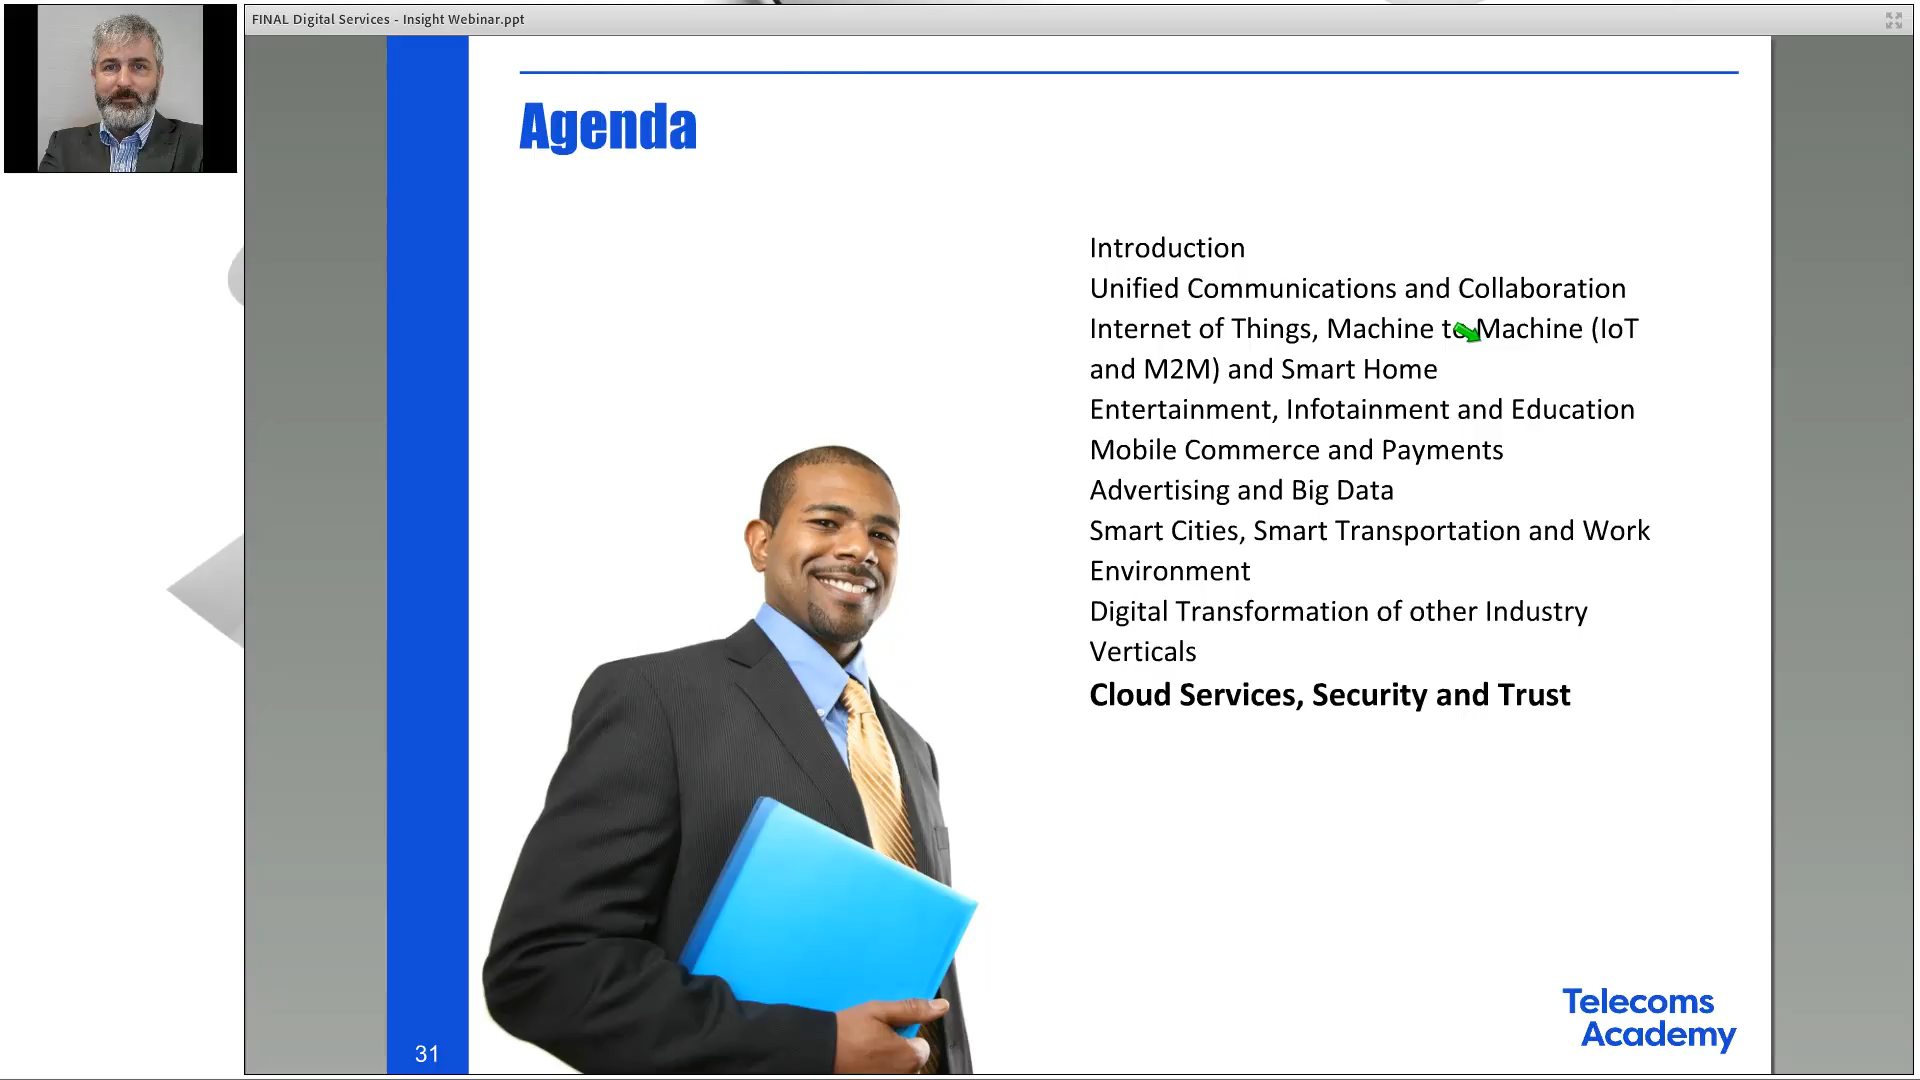 FINAL Digital Services - Insight Webinar.ppt
Agenda
Introduction
Unified Communications and Collaboration
Internet of Things, Machine to Machine (IoT
and M2M) and Smart Home
Entertainment, Infotainment and Education
Mobile Commerce and Payments
Advertising and Big Data
Smart Cities, Smart Transportation and Work
Environment
Digital Transformation of other Industry
Verticals
Cloud Services, Security and Trust
Telecoms
Academy
31